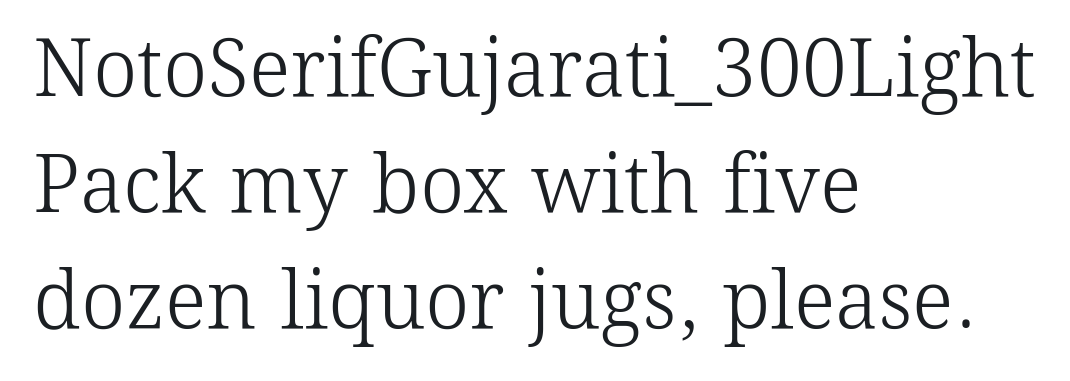 NotoSerifGujarati_300Light
Pack my box with five
dozen liquor jugs, please.